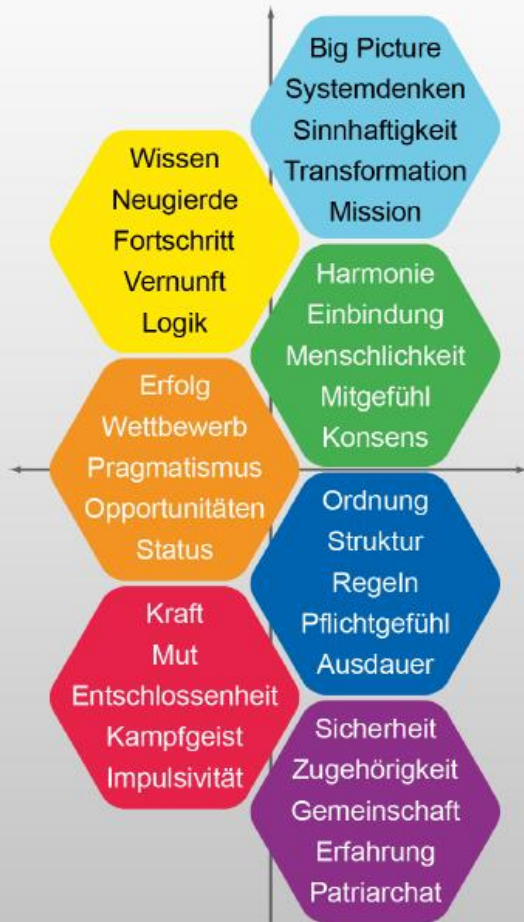 Big Picture
Systemdenken
Sinnhaftigkeit
Transformation
Mission
Wissen
Neugierde
Fortschritt
Vernunft
Logik
Harmonie
Einbindung
Menschlichkeit
Mitgefühl
Konsens
Erfolg
Wettbewerb
Pragmatismus
Opportunitäten
Status
Ordnung
Struktur
Regeln
Pflichtgefühl
Ausdauer
Kraft
Mut
Entschlossenheit
Kampfgeist
Impulsivität
Sicherheit
Zugehörigkeit
Gemeinschaft
Erfahrung
Patriarchat